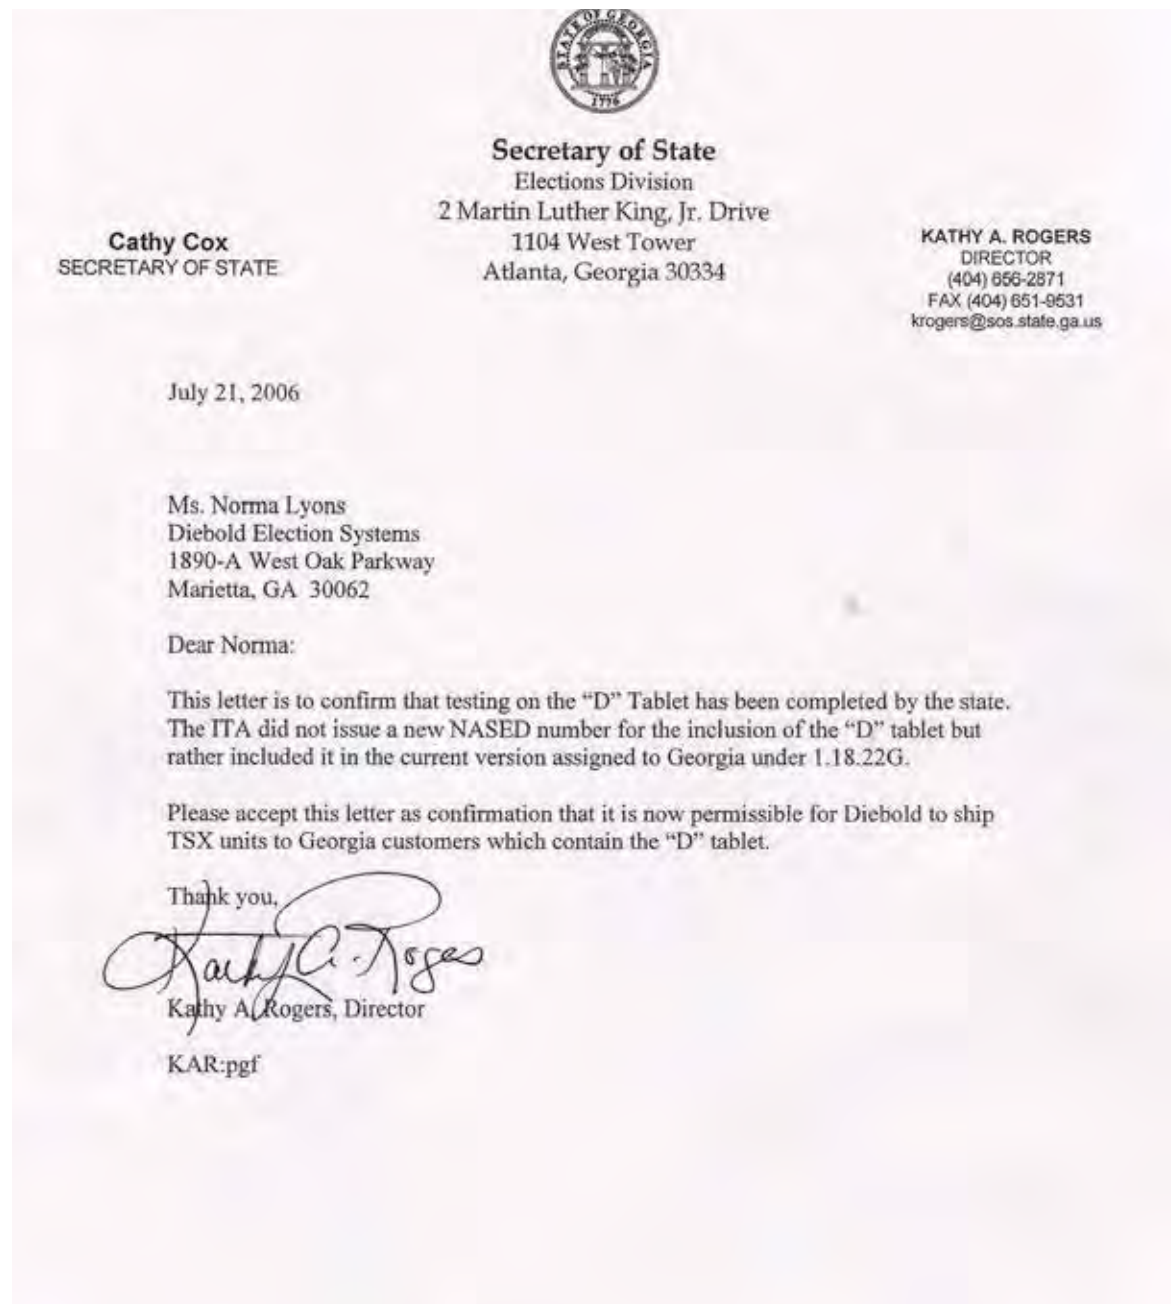 STATE OF GEORGIA
1776
Secretary of State
Elections Division
2 Martin Luther King, Jr. Drive
1104 West Tower
Atlanta, Georgia 30334
Cathy Cox
SECRETARY OF STATE
KATHY A. ROGERS
DIRECTOR
(404) 656-2871
FAX (404) 651-9531
krogers@sos.state.ga.us
July 21, 2006
Ms. Norma Lyons
Diebold Election Systems
1890-A West Oak Parkway
Marietta, GA 30062
Dear Norma:
This letter is to confirm that testing on the “D” Tablet has been completed by the state.
The ITA did not issue a new NASED number for the inclusion of the “D” tablet but
rather included it in the current version assigned to Georgia under 1.18.22G.
Please accept this letter as confirmation that it is now permissible for Diebold to ship
TSX units to Georgia customers which contain the “D” tablet.
Thank you,
Kathy A. Rogers
Kathy A. Rogers, Director
KAR:pgf